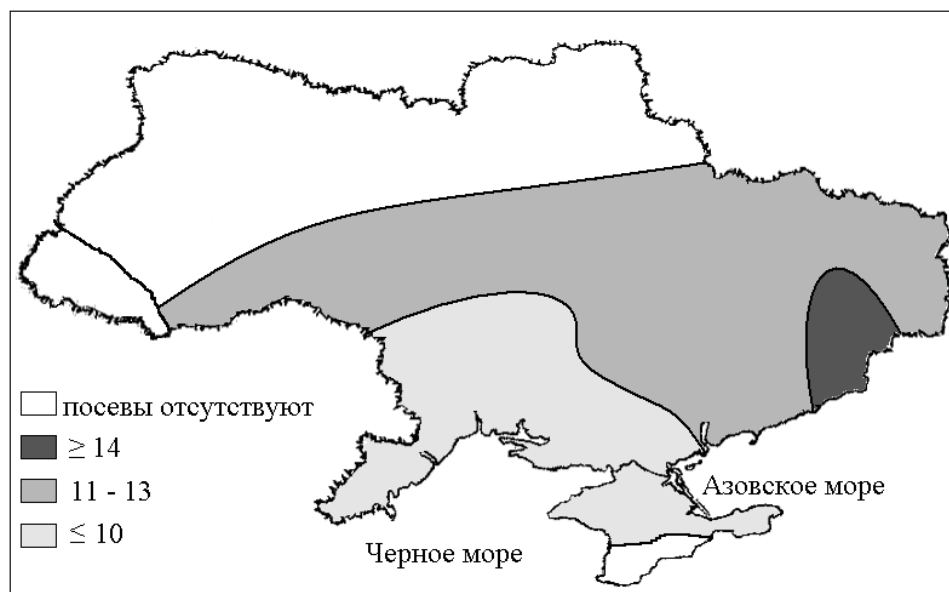 посевы отсутствуют
≥ 14
11 - 13
≤ 10
Азовское море
Черное море